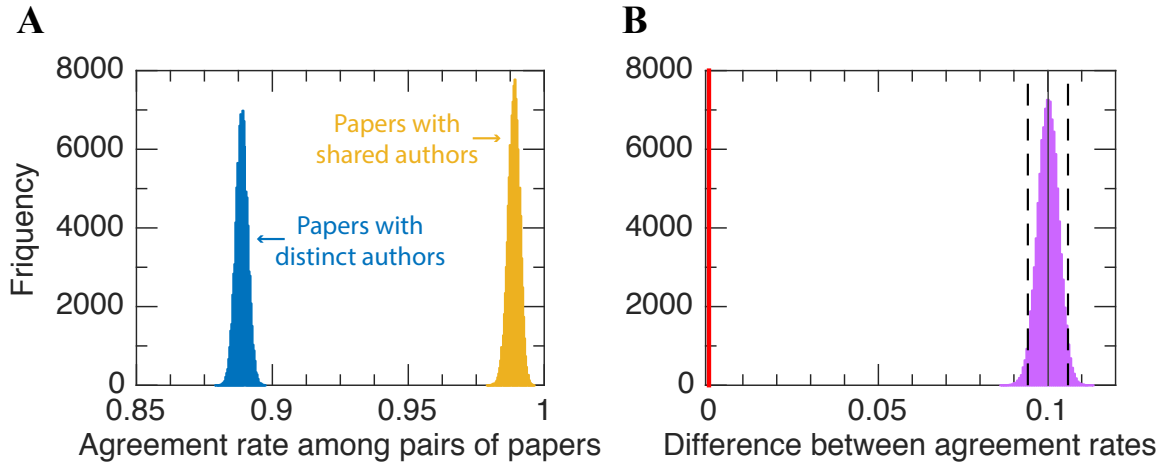 A
8000
6000
4000
2000
0
Friquency
Papers with
shared authors
Papers with
distinct authors
0.85
0.9
0.95
1
Agreement rate among pairs of papers
B
8000
6000
4000
2000
0
0
0.05
0.1
Difference between agreement rates